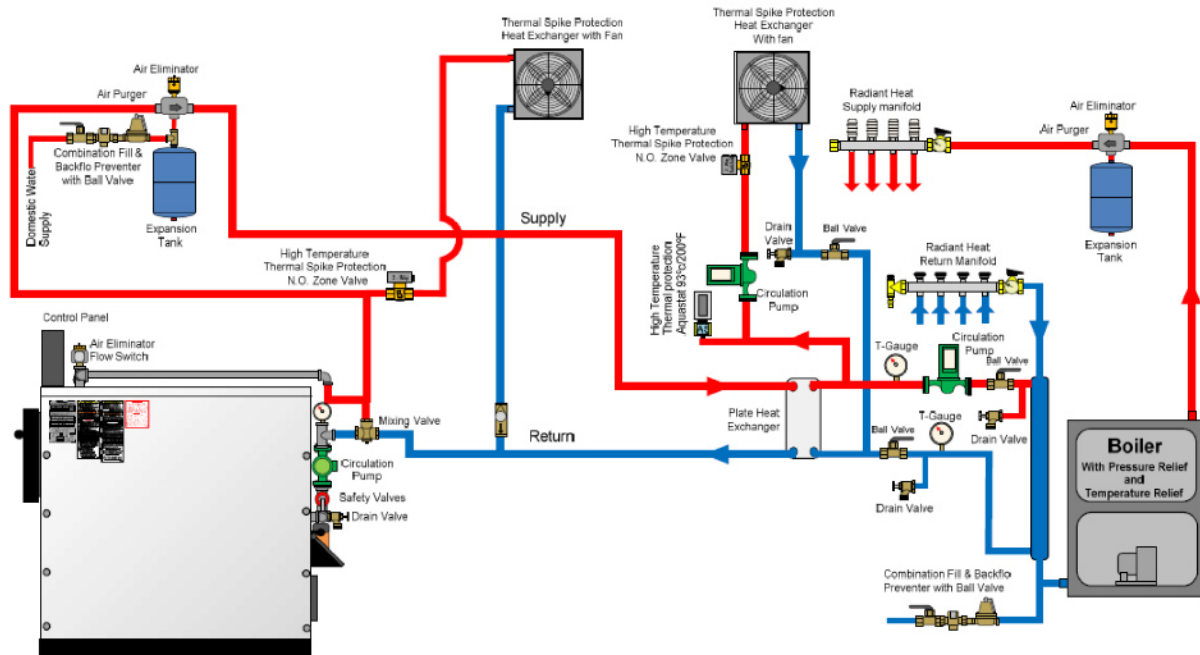 Thermal Spike Protection
Heat Exchanger with Fan
Thermal Spike Protection
Heat Exchanger
With fan
Air Eliminator
Air Purger
Combination Fill &
Backflo Preventer
with Ball Valve
Domestic Water
Supply
Expansion
Tank
Radiant Heat
Supply manifold
Air Eliminator
Air Purger
Expansion
Tank
High Temperature
Thermal Spike Protection
N.O. Zone Valve
Supply
High Temperature
Thermal Spike Protection
N.O. Zone Valve
Drain
Valve
Ball Valve
Radiant Heat
Return Manifold
High Temperature
Thermal protection
Aquastat 93°c/200°F
Circulation
Pump
Control Panel
Air Eliminator
Flow Switch
T-Gauge
Circulation
Pump
Ball Valve
Mixing Valve
Return
Plate Heat
Exchanger
Ball Valve
T-Gauge
Drain Valve
Circulation
Pump
Safety Valves
Drain Valve
Drain Valve
Boiler
With Pressure Relief
and
Temperature Relief
Combination Fill & Backflo
Preventer with Ball Valve